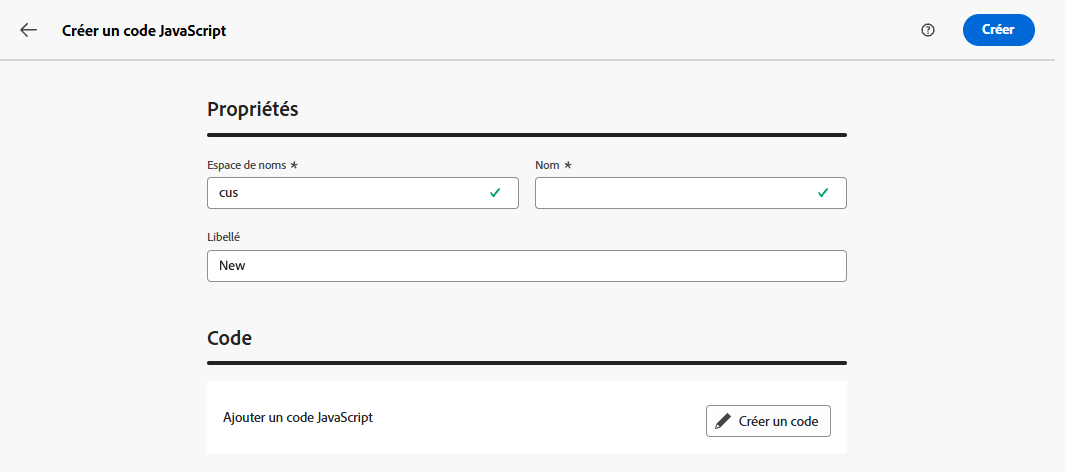 Créer un code JavaScript
Créer
Propriétés
Espace de noms *
Nom *
cus
Libellé
New
Code
Ajouter un code JavaScript
Créer un code